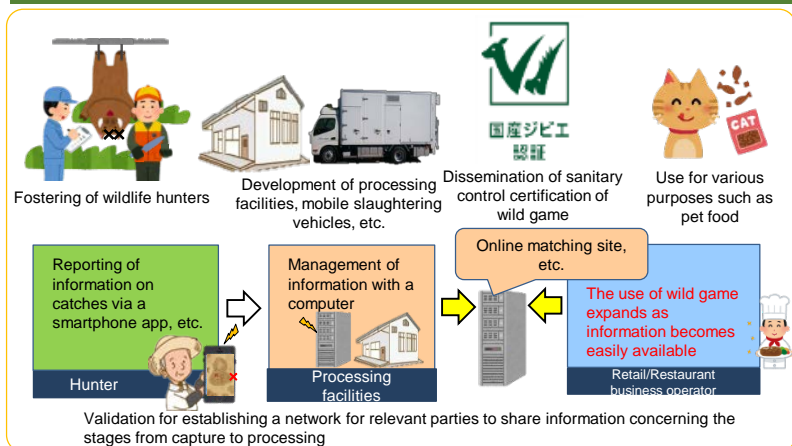 国産ジビエ
認証
CAT
Fostering of wildlife hunters
Development of processing
facilities, mobile slaughtering
vehicles, etc.
Dissemination of sanitary
control certification of
wild game
Use for various
purposes such as
pet food
Reporting of
information on
catches via a
smartphone app, etc.
Hunter
Management of
information with a
computer
Processing
facilities
Online matching site,
etc.
The use of wild game
expands as
information becomes
easily available
Retail/Restaurant
business operator
Validation for establishing a network for relevant parties to share information concerning the
stages from capture to processing